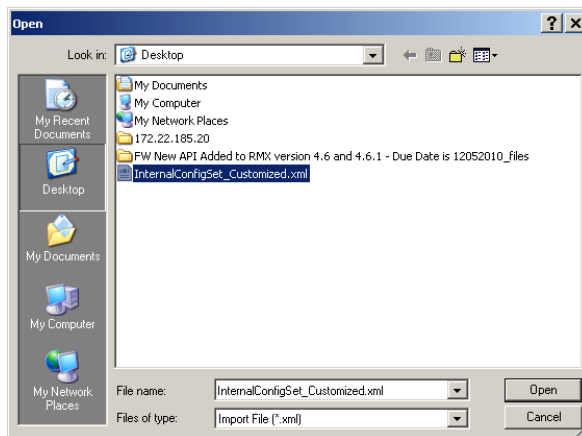 Open
Look in:
Desktop
My Recent
Documents
Desktop
My Documents
My Computer
My Network
Places
My Documents
My Computer
My Network Places
172.22.185.20
FW New API Added to RMX version 4.6 and 4.6.1 - Due Date is 12052010_files
InternalConfigSet_Customized.xml
File name:
InternalConfigSet_Customized.xml
Open
Files of type:
Import File (*.xml)
Cancel